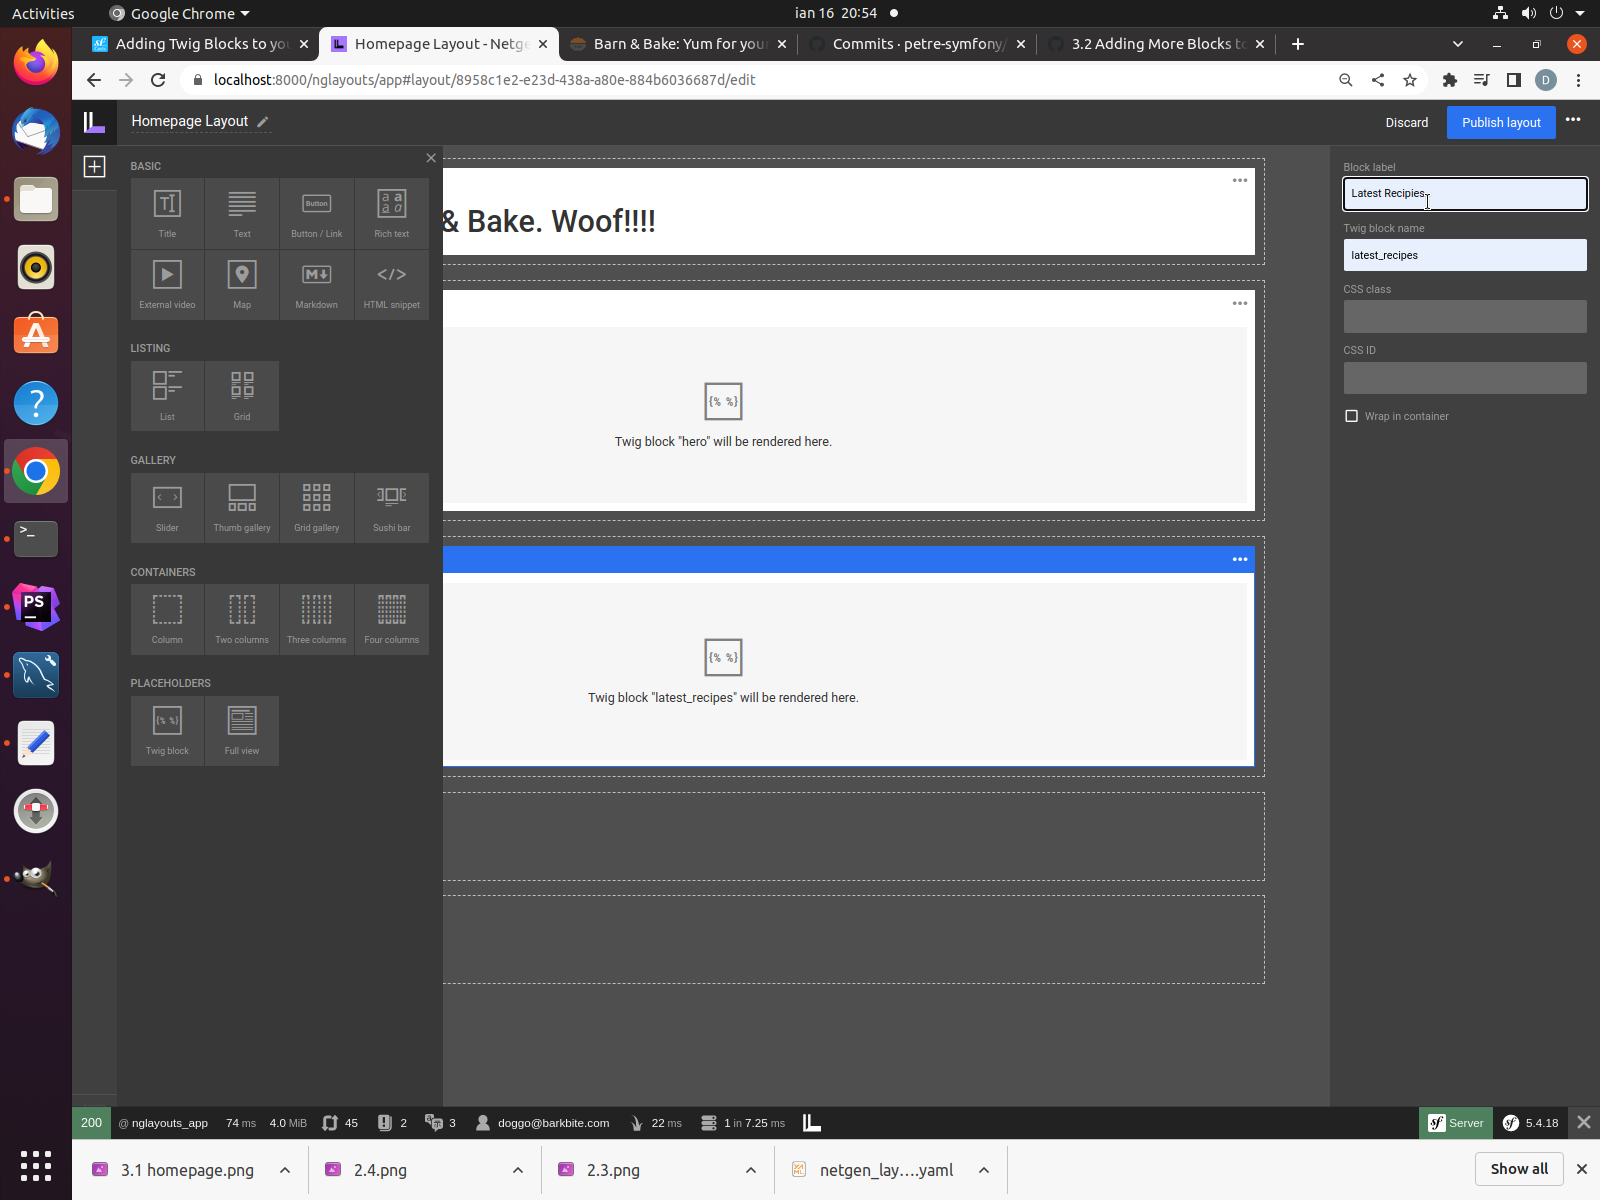 Activities
Google Chrome
ian 16 20:54
Adding Twig Blocks to you
Homepage Layout - Netge
Barn & Bake: Yum for your
Commits · petre-symfony/
3.2 Adding More Blocks to
localhost:8000/nglayouts/app#layout/8958c1e2-e23d-438a-a80e-884b6036687d/edit
D
Homepage Layout
Discard
Publish layout
BASIC
Title
Text
Button
Button / Link
Rich text
External video
Map
Markdown
HTML snippet
LISTING
List
Grid
GALLERY
Slider
Thumb gallery
Grid gallery
Sushi bar
CONTAINERS
Column
Two columns
Three columns
Four columns
PLACEHOLDERS
{% %}
Twig block
Full view
& Bake. Woof!!!!
{% %}
Twig block "hero" will be rendered here.
{% %}
Twig block "latest_recipes" will be rendered here.
Block label
Latest Recipies
Twig block name
latest_recipes
CSS class
CSS ID
Wrap in container
200
@ nglayouts_app
74 ms
4.0 MiB
45
2
3
doggo@barkbite.com
22 ms
1 in 7.25 ms
Server
5.4.18
3.1 homepage.png
2.4.png
2.3.png
netgen_lay....yaml
Show all